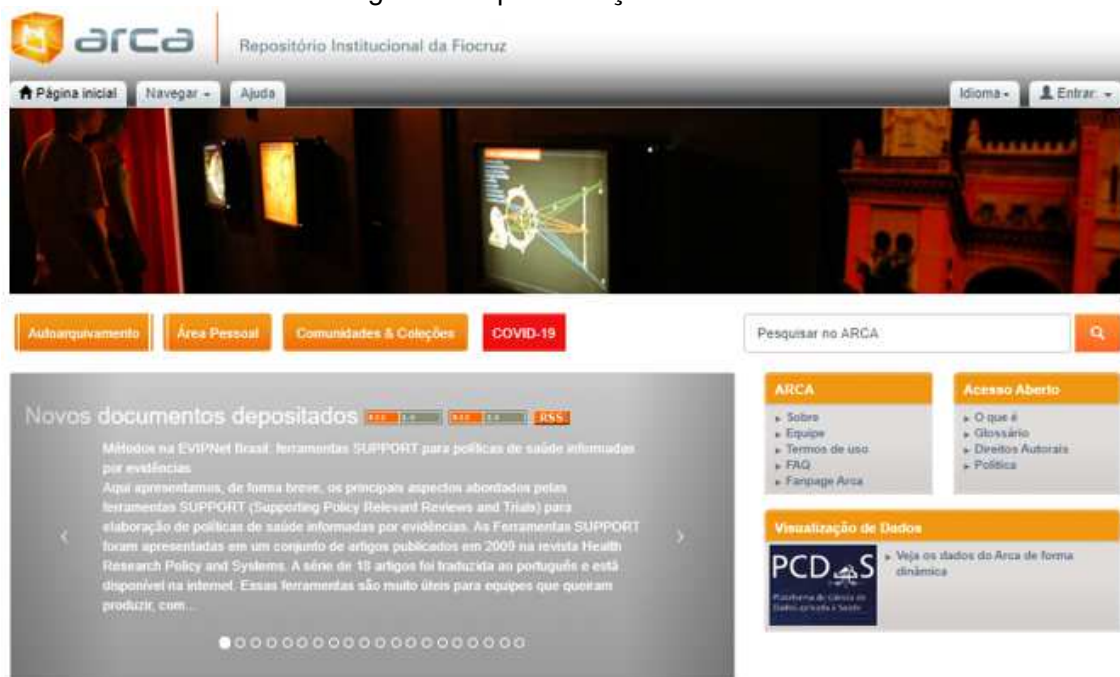 arca
Repositório Institucional da Fiocruz
Página inicial
Navegar
Ajuda
Idioma
Entrar:
Autoarquivamento
Área Pessoal
Comunidades & Coleções
COVID-19
Pesquisar no ARCA
Novos documentos depositados RSS
Métodos na EVIPNet Brasil: ferramentas SUPPORT para políticas de saúde informadas
por evidências
Aqui apresentamos, de forma breve, os principais aspectos abordados pelas
ferramentas SUPPORT (Supporting Policy Relevant Reviews and Trials) para
elaboração de políticas de saúde informadas por evidências. As Ferramentas SUPPORT
foram apresentadas em um conjunto de artigos publicados em 2009 na revista Health
Research Policy and Systems. A série de 18 artigos foi traduzida ao português e está
disponível na internet. Essas ferramentas são muito úteis para equipes que queiram
produzir, com...
ARCA
Sobre
Equipe
Termos de uso
FAQ
Fanpage Arca
Acesso Aberto
O que é
Glossário
Direitos Autorais
Política
Visualização de Dados
PCDaS
Plataforma de Ciência de
Dados aplicada à Saúde
Veja os dados do Arca de forma
dinâmica